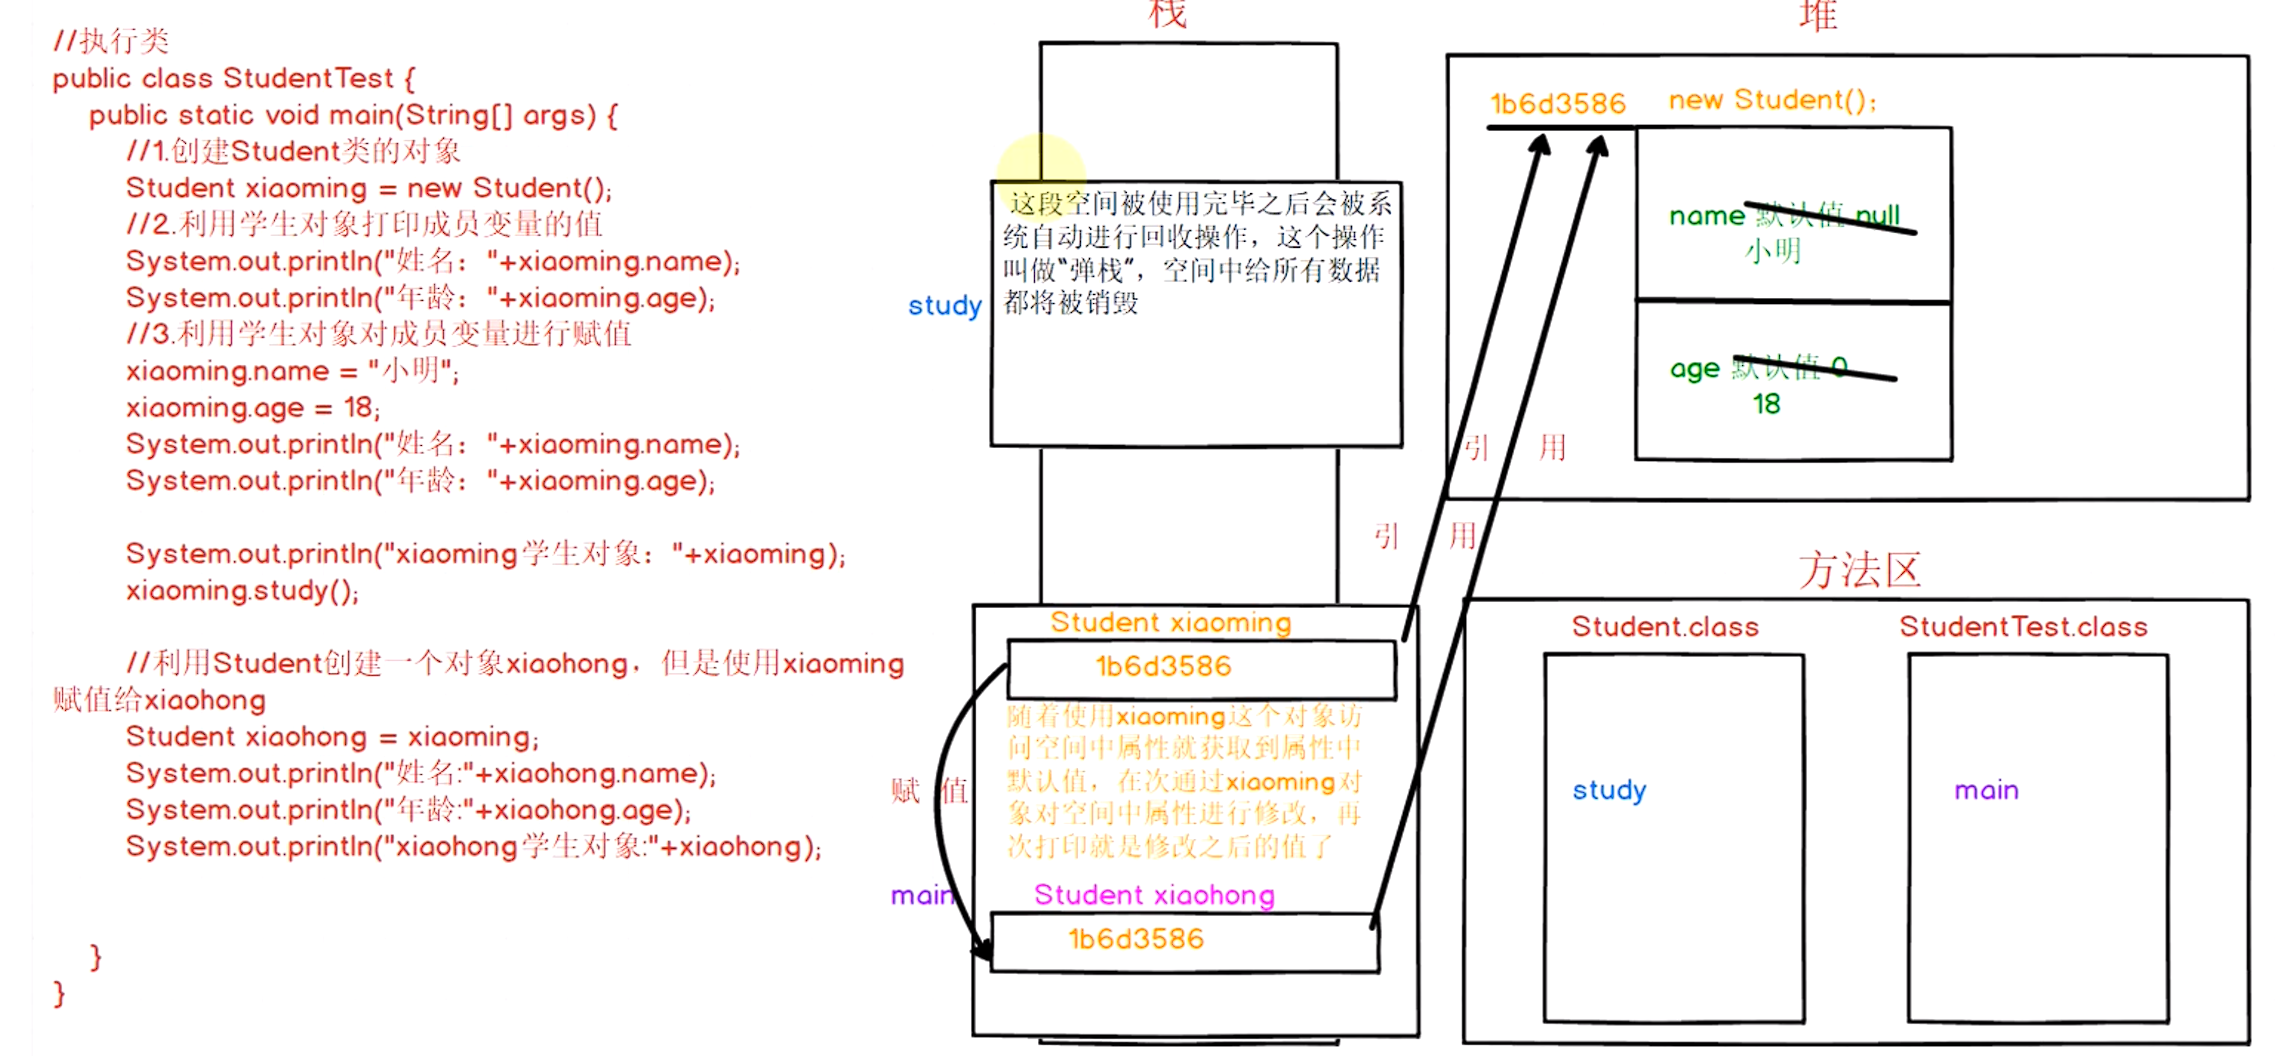 //执行类
public class StudentTest {
public static void main(String[] args) {
//1.创建Student类的对象
Student xiaoming = new Student();
//2.利用学生对象打印成员变量的值
System.out.println("姓名："+xiaoming.name);
System.out.println("年龄："+xiaoming.age);
//3.利用学生对象对成员变量进行赋值
xiaoming.name = "小明";
xiaoming.age = 18;
System.out.println("姓名："+xiaoming.name);
System.out.println("年龄："+xiaoming.age);
System.out.println("xiaoming学生对象："+xiaoming);
xiaoming.study();
//利用Student创建一个对象xiaohong，但是使用xiaoming
赋值给xiaohong
Student xiaohong = xiaoming;
System.out.println("姓名:"+xiaohong.name);
System.out.println("年龄:"+xiaohong.age);
System.out.println("xiaohong学生对象:"+xiaohong);
}
}
栈
这段空间被使用完毕之后会被系
统自动进行回收操作，这个操作
叫做“弹栈”，空间中给所有数据
都将被销毁
study
Student xiaoming
1b6d3586
随着使用xiaoming这个对象访
问空间中属性就获取到属性中
默认值，在次通过xiaoming对
象对空间中属性进行修改，再
次打印就是修改之后的值了
赋 值
main
Student xiaohong
1b6d3586
引 用
引 用
堆
1b6d3586
new Student();
name 默认值 null
小明
age 默认值 0
18
方法区
Student.class
study
StudentTest.class
main